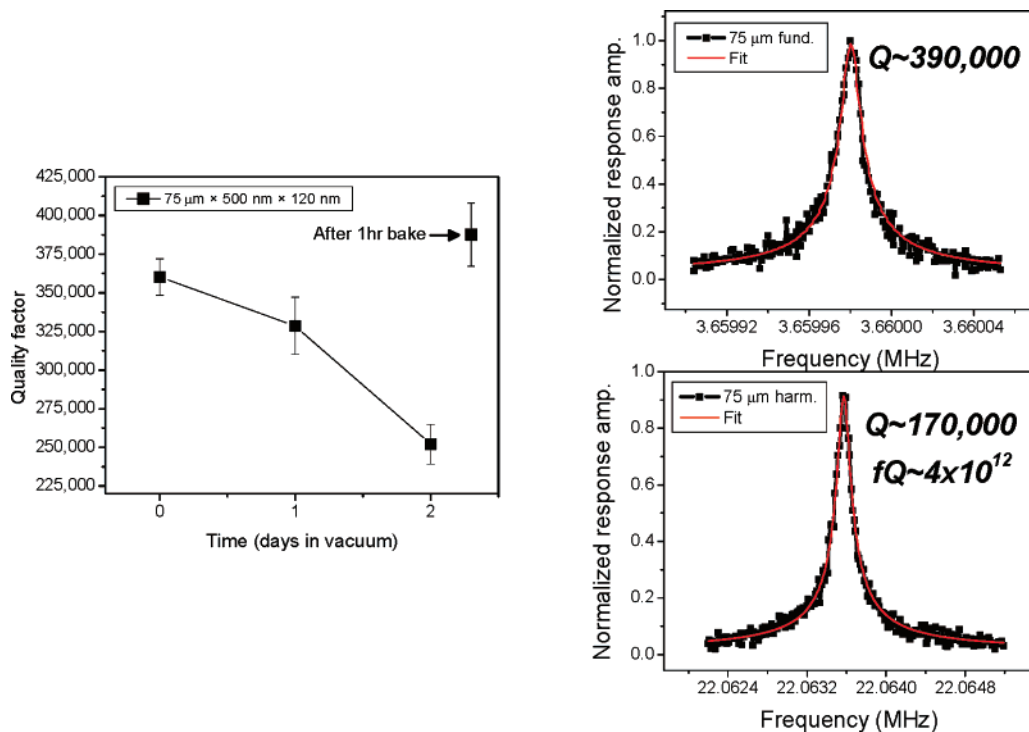 425,000
400,000
375,000
350,000
325,000
300,000
275,000
250,000
225,000
Quality factor
75 μm × 500 nm × 120 nm
After 1hr bake
0 1 2
Time (days in vacuum)
1.0
0.8
0.6
0.4
0.2
0.0
Normalized response amp.
75 μm fund.
Fit
Q~390,000
3.65992 3.65996 3.66000 3.66004
Frequency (MHz)
1.0
0.8
0.6
0.4
0.2
0.0
Normalized response amp.
75 μm harm.
Fit
Q~170,000
fQ~4x10¹²
22.0624 22.0632 22.0640 22.0648
Frequency (MHz)